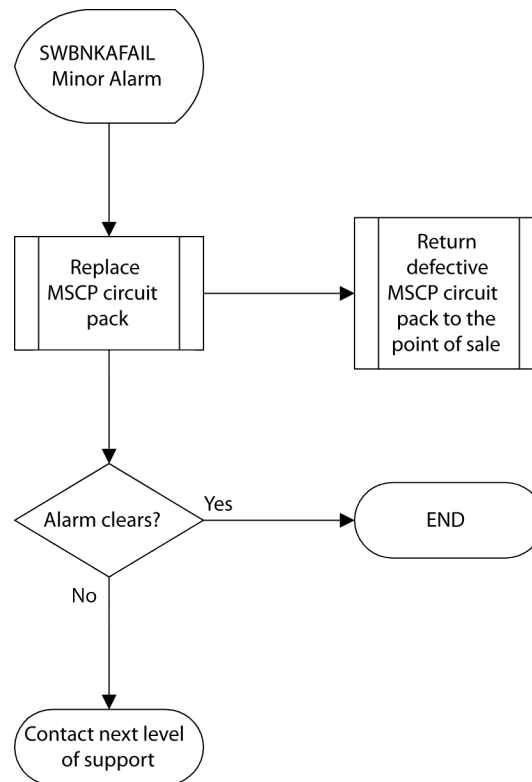 SWBNKAFAIL
Minor Alarm
Replace
MSCP circuit
pack
Return
defective
MSCP circuit
pack to the
point of sale
Alarm clears?
Yes
END
No
Contact next level
of support